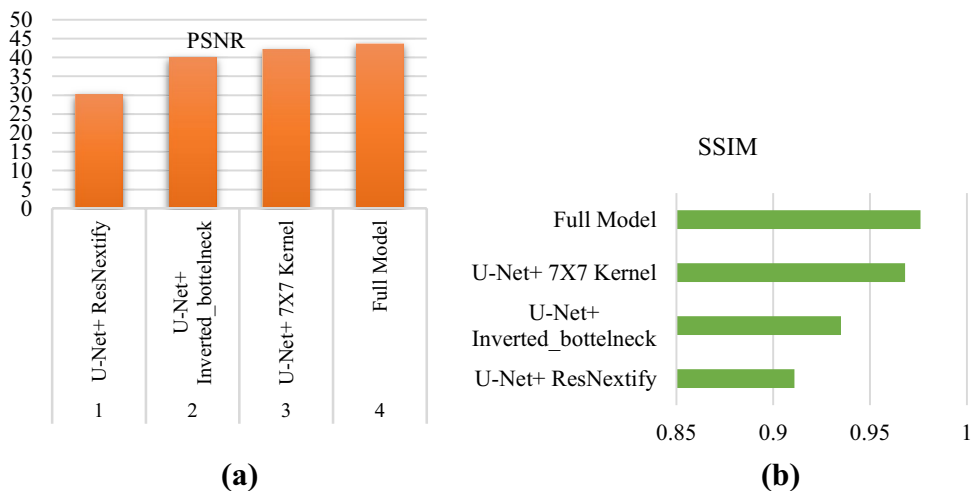 PSNR
50
45
40
35
30
25
20
15
10
5
0
U-Net+ ResNextify
U-Net+
Inverted_bottelneck
U-Net+ 7X7 Kernel
Full Model
1
2
3
4
(a)
SSIM
Full Model
U-Net+ 7X7 Kernel
U-Net+
Inverted_bottelneck
U-Net+ ResNextify
0.85
0.9
0.95
1
(b)